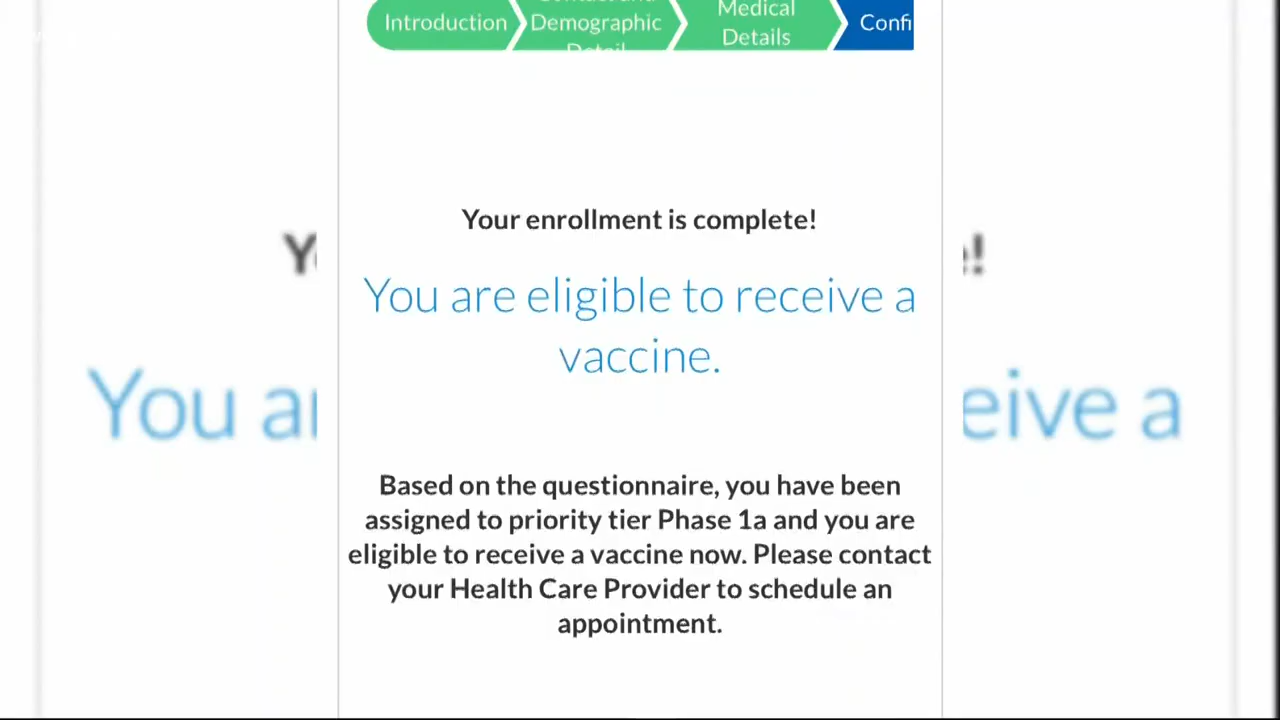 Introduction
Demographic
Medical
Details
Confi
Your enrollment is complete!
You are eligible to receive a
vaccine.
Based on the questionnaire, you have been
assigned to priority tier Phase 1a and you are
eligible to receive a vaccine now. Please contact
your Health Care Provider to schedule an
appointment.